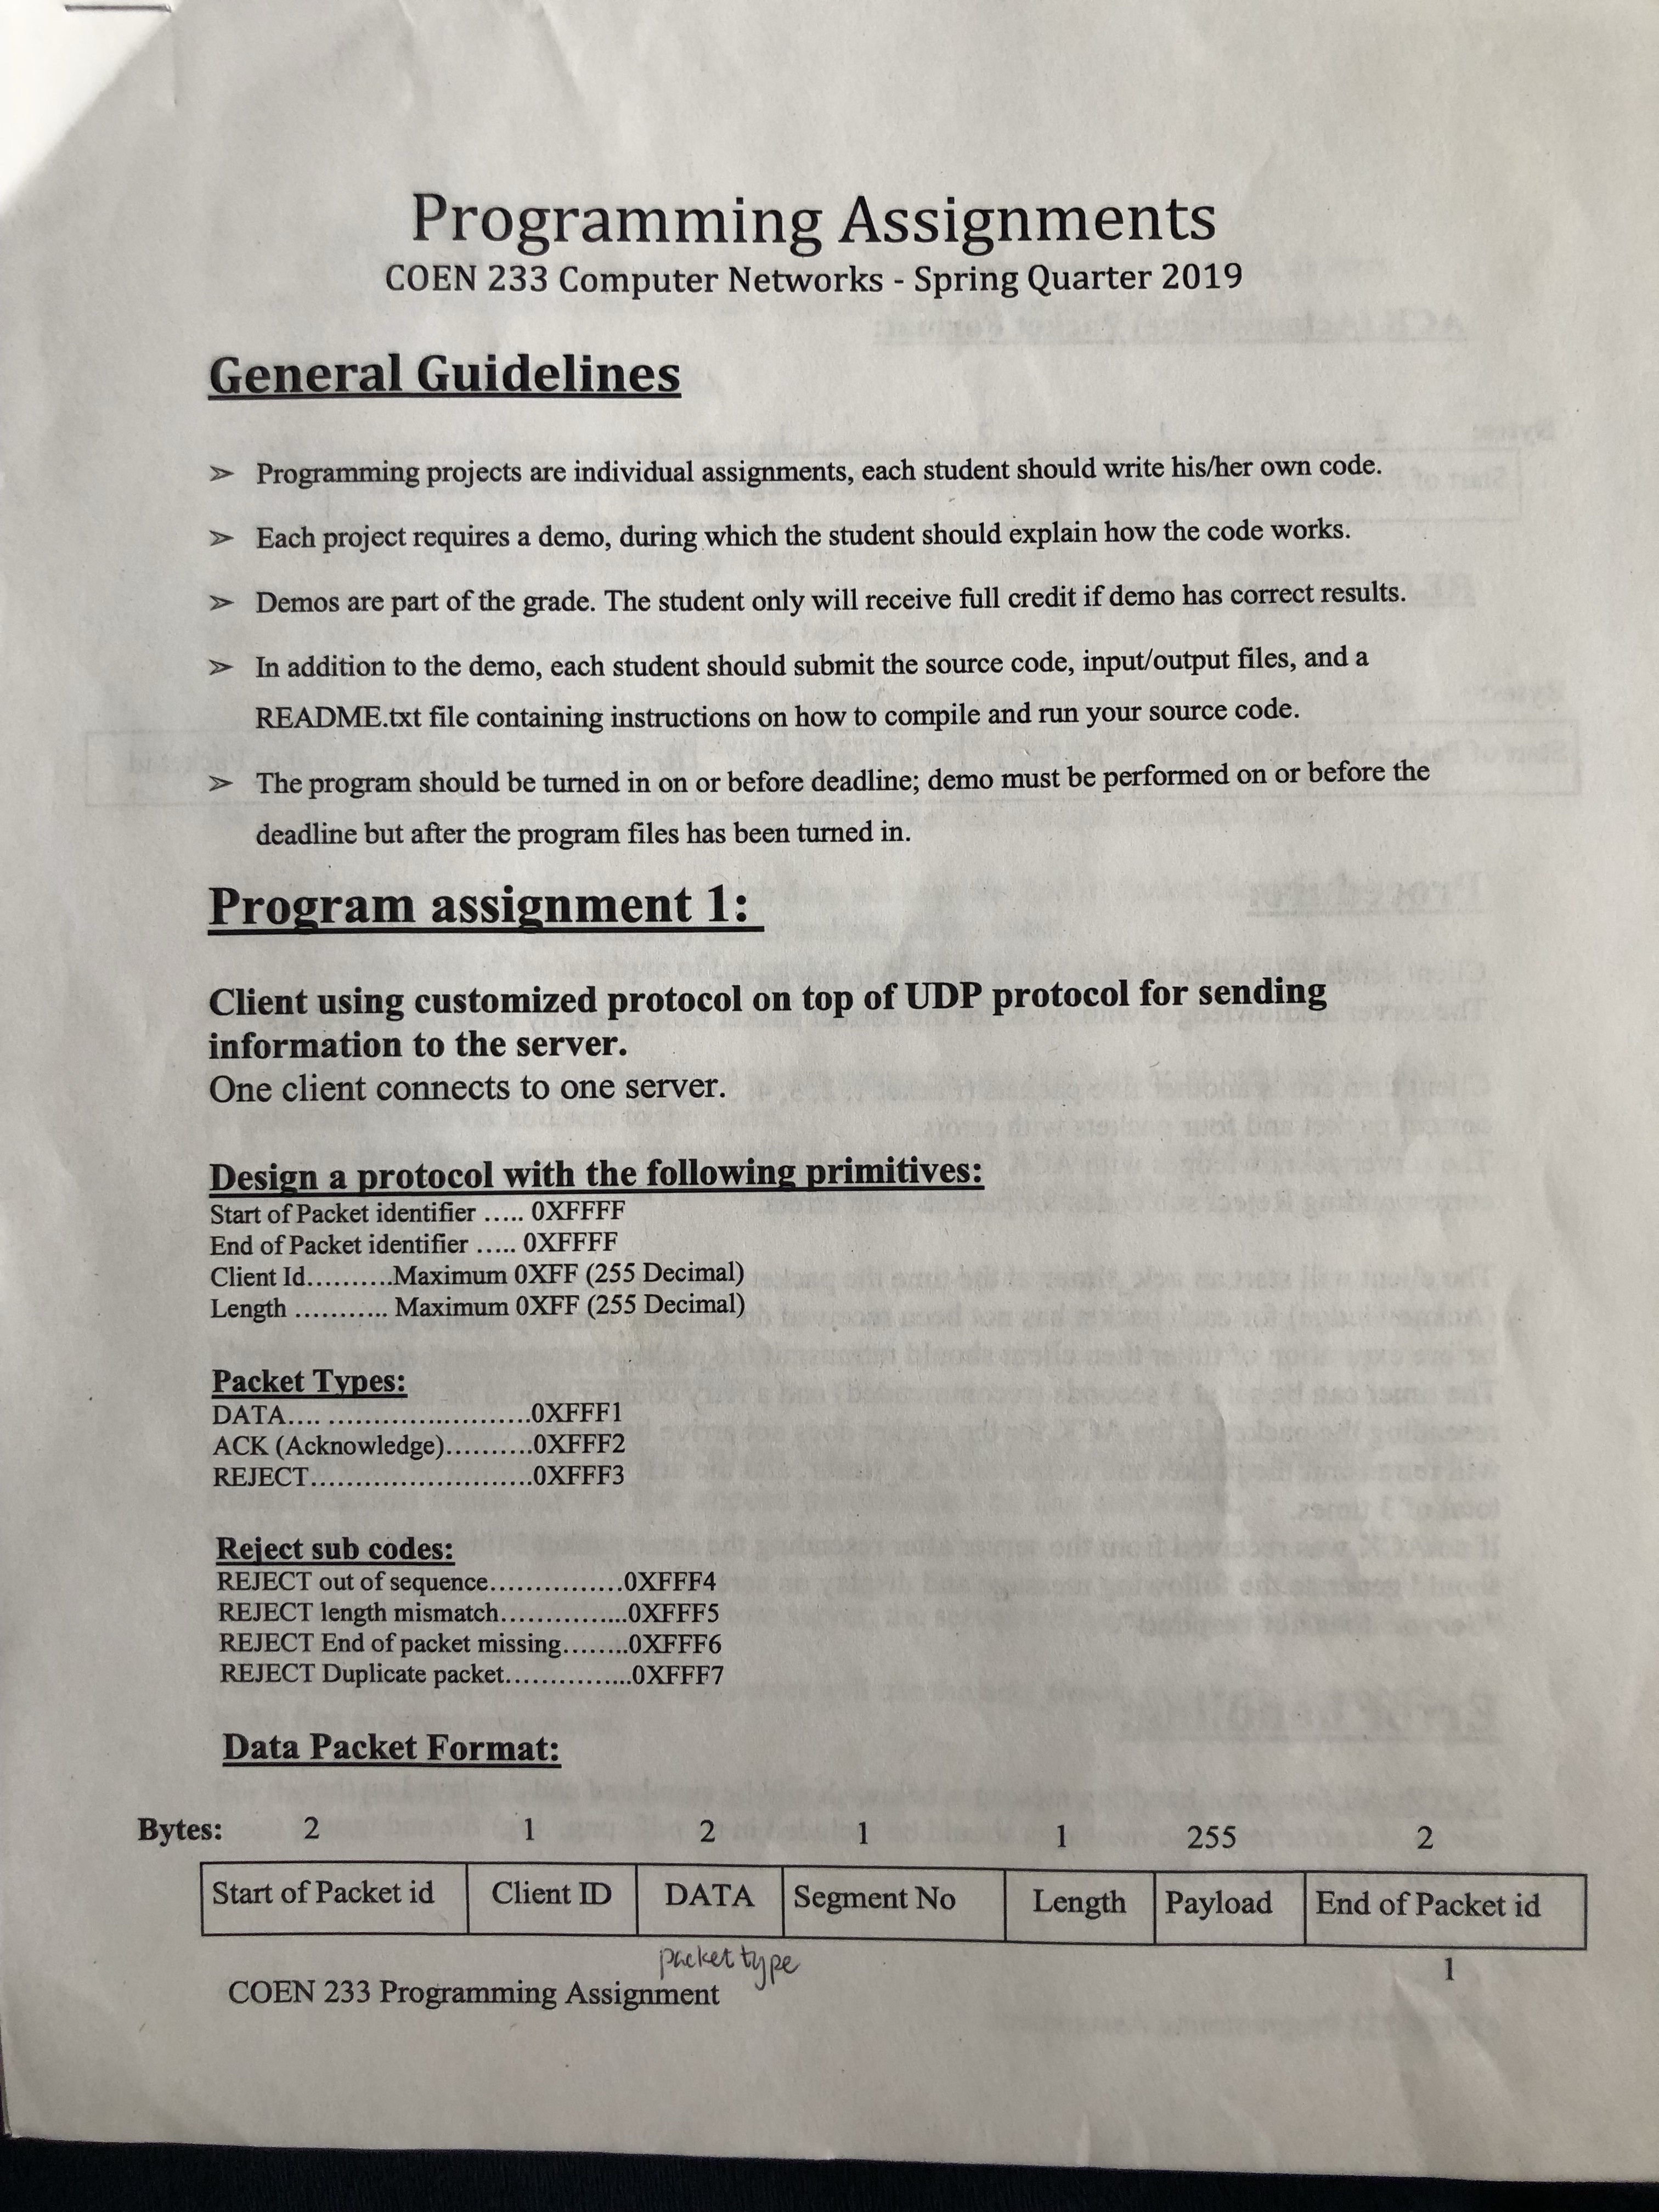 Programming Assignments
COEN 233 Computer Networks - Spring Quarter 2019
General Guidelines
➢ Programming projects are individual assignments, each student should write his/her own code.
➢ Each project requires a demo, during which the student should explain how the code works.
➢ Demos are part of the grade. The student only will receive full credit if demo has correct results.
➢ In addition to the demo, each student should submit the source code, input/output files, and a
README.txt file containing instructions on how to compile and run your source code.
➢ The program should be turned in on or before deadline; demo must be performed on or before the
deadline but after the program files has been turned in.
Program assignment 1:
Client using customized protocol on top of UDP protocol for sending
information to the server.
One client connects to one server.
Design a protocol with the following primitives:
Start of Packet identifier ….. 0XFFFF
End of Packet identifier ….. 0XFFFF
Client Id……….Maximum 0XFF (255 Decimal)
Length ……….. Maximum 0XFF (255 Decimal)
Packet Types:
DATA…. …………………….0XFFF1
ACK (Acknowledge)……….0XFFF2
REJECT…………………….0XFFF3
Reject sub codes:
REJECT out of sequence……………0XFFF4
REJECT length mismatch…………...0XFFF5
REJECT End of packet missing……..0XFFF6
REJECT Duplicate packet…………...0XFFF7
Data Packet Format:
Bytes: 2 1 2 1 1 255 2
Start of Packet id Client ID DATA Segment No Length Payload End of Packet id
packet type
1
COEN 233 Programming Assignment